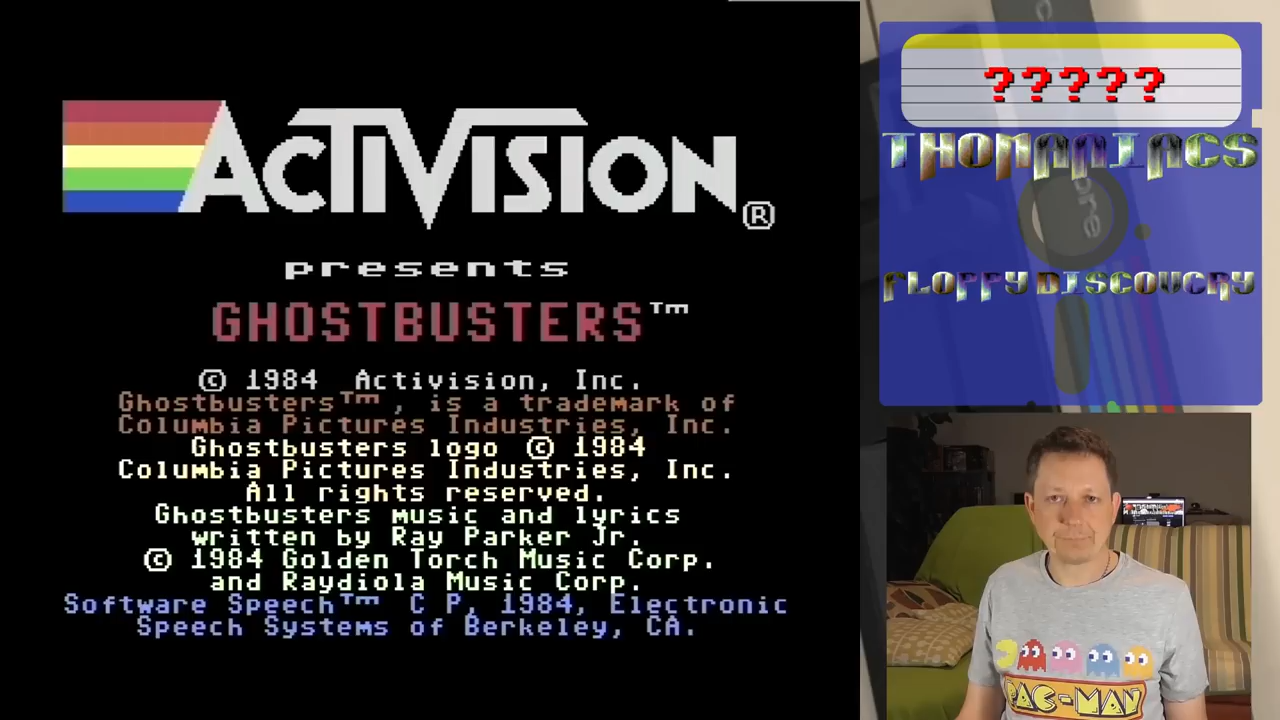 ACTIVISION®
presents
GHOSTBUSTERS™
© 1984 Activision, Inc.
Ghostbusters™, is a trademark of
Columbia Pictures Industries, Inc.
Ghostbusters logo © 1984
Columbia Pictures Industries, Inc.
All rights reserved.
Ghostbusters music and lyrics
written by Ray Parker Jr.
© 1984 Golden Torch Music Corp.
and Raydiola Music Corp.
Software Speech™ C P, 1984, Electronic
Speech Systems of Berkeley, CA.
?????
THOMANIACS
FLOPPY DISCOVERY
PAC-MAN